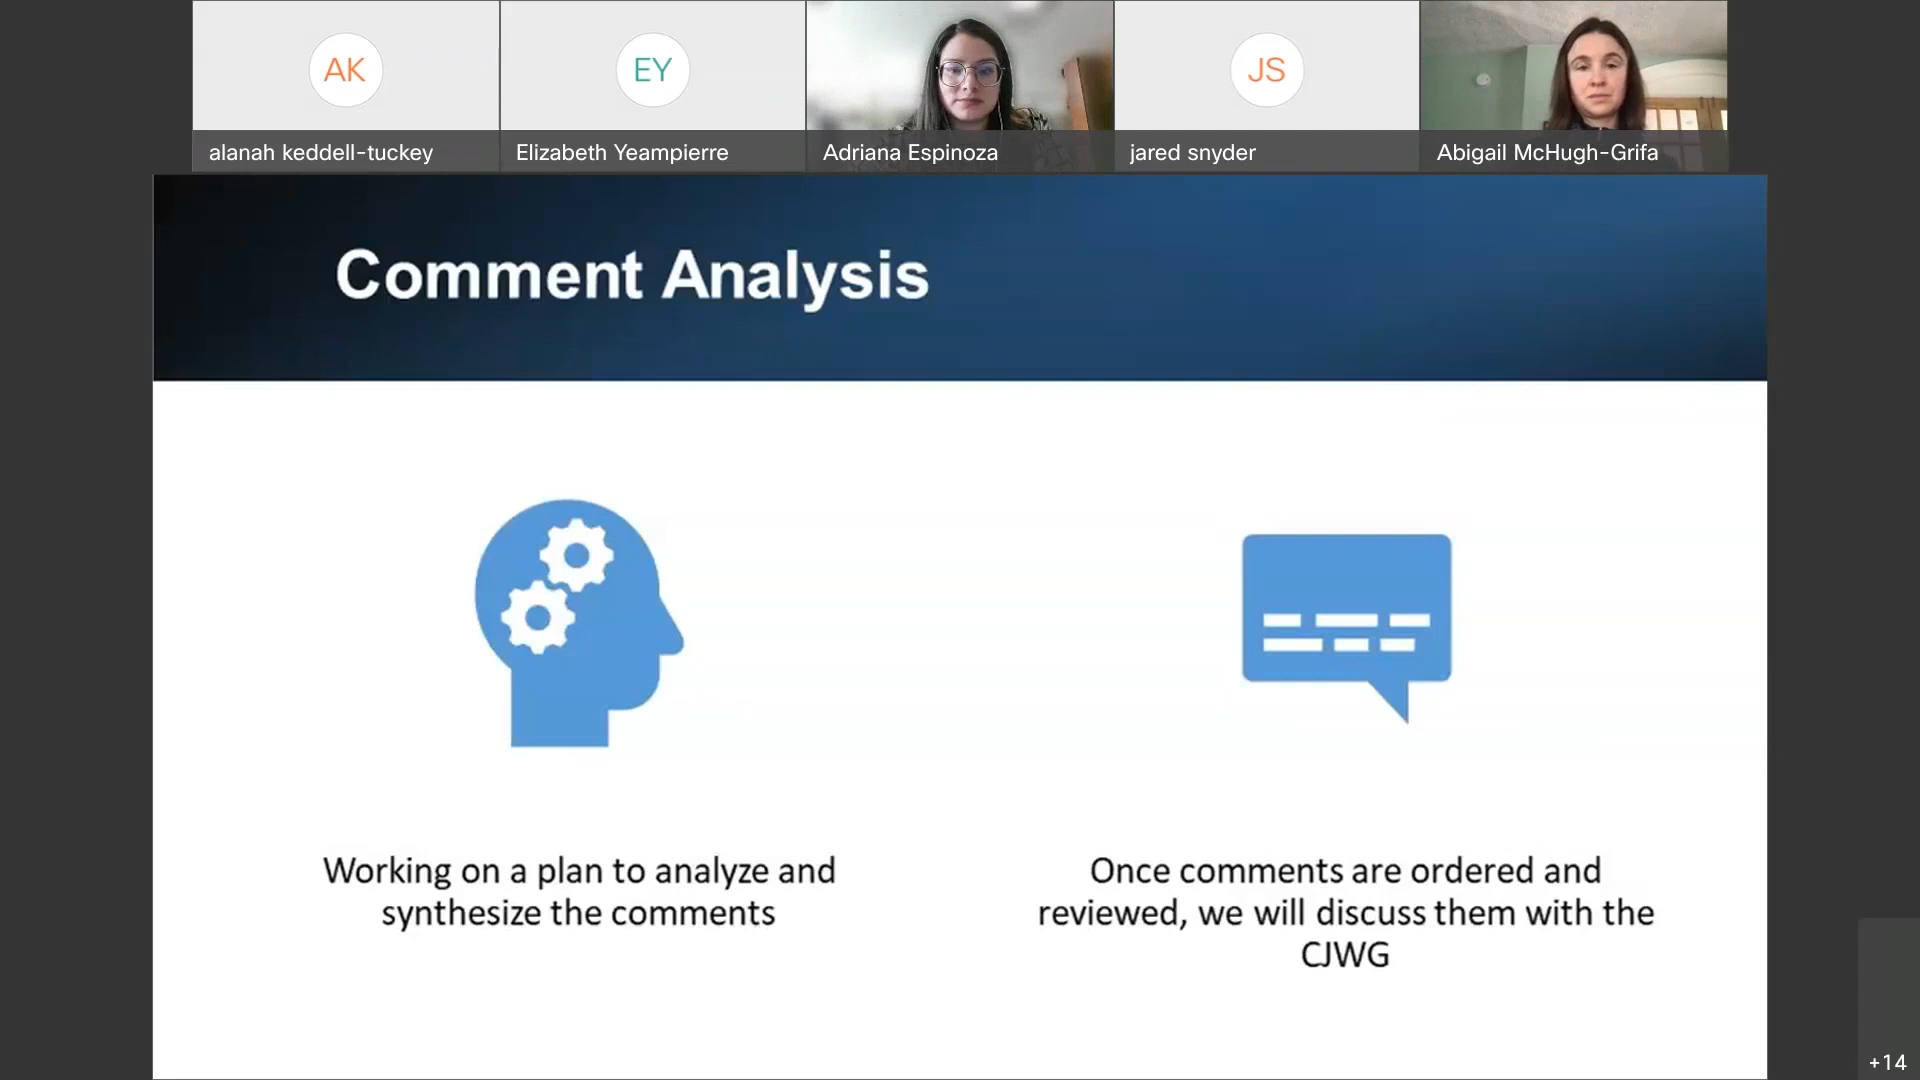 AK
alanah keddell-tuckey
EY
Elizabeth Yeampierre
Adriana Espinoza
JS
jared snyder
Abigail McHugh-Grifa
Comment Analysis
Working on a plan to analyze and
synthesize the comments
Once comments are ordered and
reviewed, we will discuss them with the
CJWG
+14